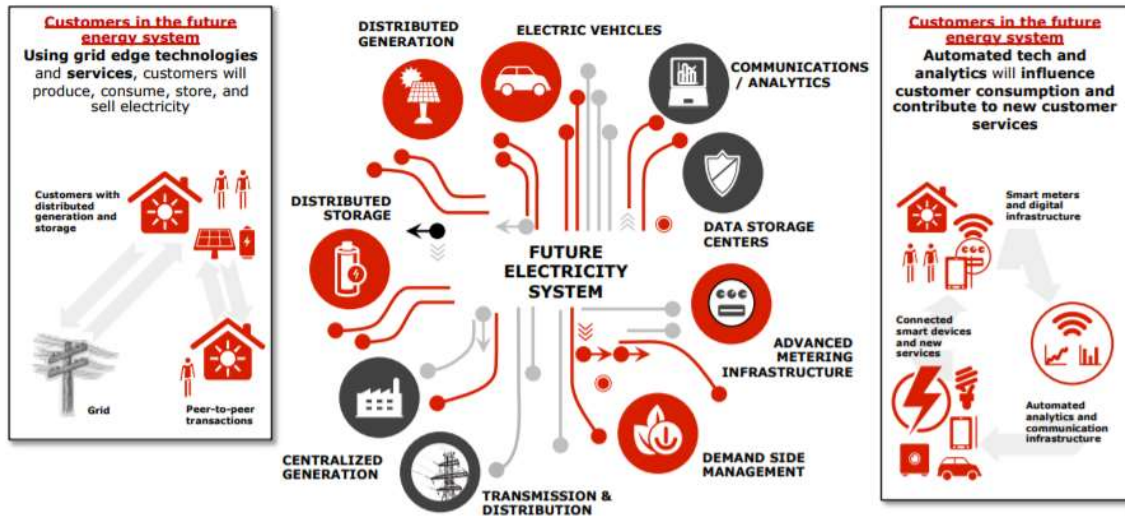 Customers in the future
energy system
Using grid edge technologies
and services, customers will
produce, consume, store, and
sell electricity
Customers with
distributed
generation and
storage
Grid
Peer-to-peer
transactions
DISTRIBUTED
GENERATION
ELECTRIC VEHICLES
COMMUNICATIONS
/ ANALYTICS
DISTRIBUTED
STORAGE
DATA STORAGE
CENTERS
FUTURE
ELECTRICITY
SYSTEM
ADVANCED
METERING
INFRASTRUCTURE
CENTRALIZED
GENERATION
TRANSMISSION &
DISTRIBUTION
DEMAND SIDE
MANAGEMENT
Customers in the future
energy system
Automated tech and
analytics will influence
customer consumption and
contribute to new customer
services
Smart meters
and digital
infrastructure
Connected
smart devices
and new
services
Automated
analytics and
communication
infrastructure